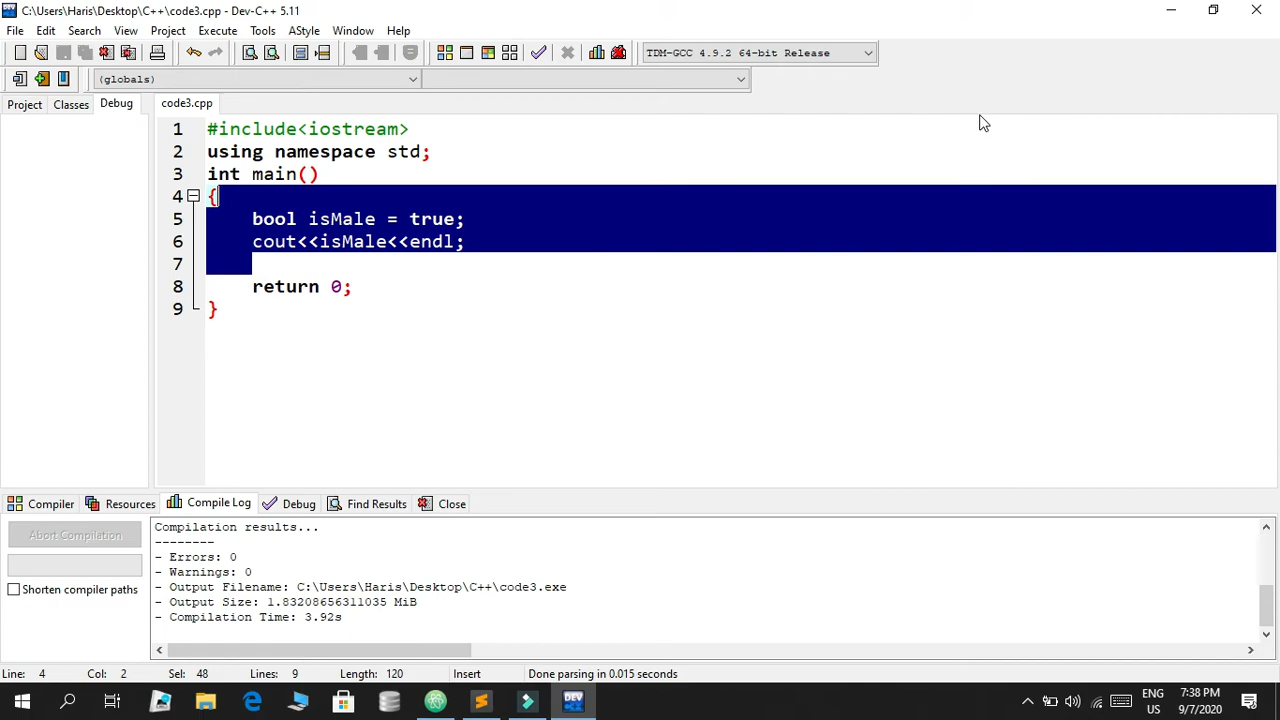 C:\Users\Haris\Desktop\C++\code3.cpp - Dev-C++ 5.11
File Edit Search View Project Execute Tools AStyle Window Help
TDM-GCC 4.9.2 64-bit Release
(globals)
Project Classes Debug code3.cpp
1 #include<iostream>
2 using namespace std;
3 int main()
4 {
5 bool isMale = true;
6 cout<<isMale<<endl;
7
8 return 0;
9 }
Compiler Resources Compile Log Debug Find Results Close
Abort Compilation
Shorten compiler paths
Compilation results...
--------
- Errors: 0
- Warnings: 0
- Output Filename: C:\Users\Haris\Desktop\C++\code3.exe
- Output Size: 1.83208656311035 MiB
- Compilation Time: 3.92s
Line: 4 Col: 2 Sel: 48 Lines: 9 Length: 120 Insert Done parsing in 0.015 seconds
DEV
ENG
US
7:38 PM
9/7/2020